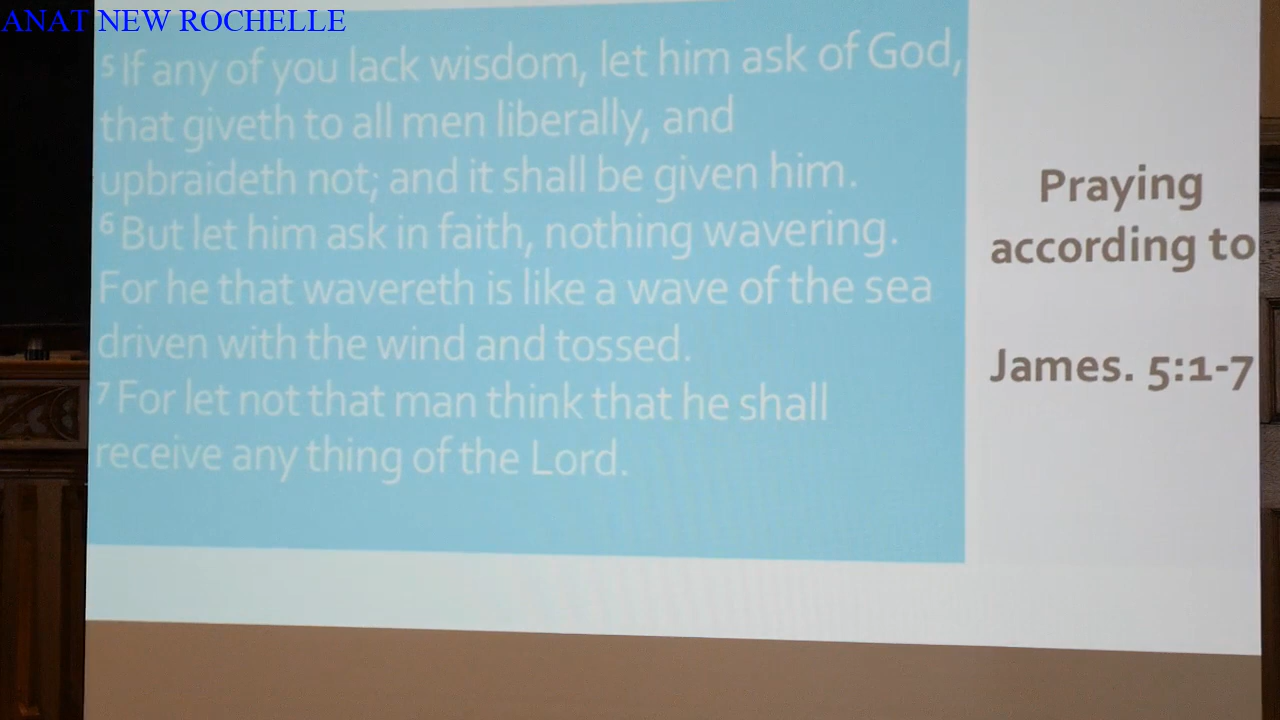 ANAT NEW ROCHELLE
5 If any of you lack wisdom, let him ask of God,
that giveth to all men liberally, and
upbraideth not; and it shall be given him.
6 But let him ask in faith, nothing wavering.
For he that wavereth is like a wave of the sea
driven with the wind and tossed.
7 For let not that man think that he shall
receive any thing of the Lord.
Praying
according to
James. 5:1-7